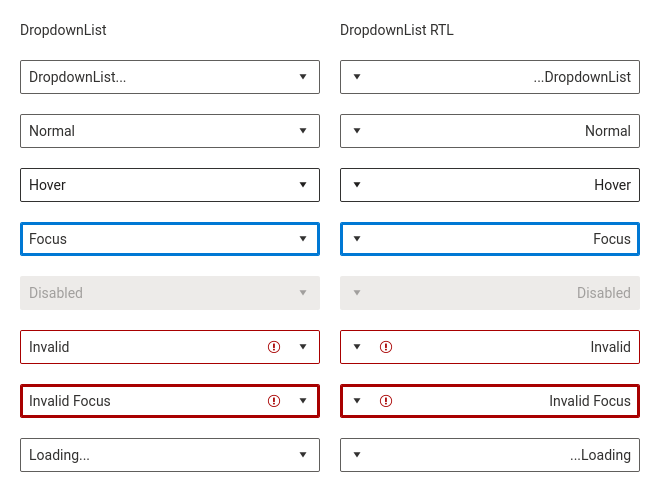 DropdownList
DropdownList RTL
DropdownList...
...DropdownList
Normal
Normal
Hover
Hover
Focus
Focus
Disabled
Disabled
Invalid
Invalid
Invalid Focus
Invalid Focus
Loading...
...Loading